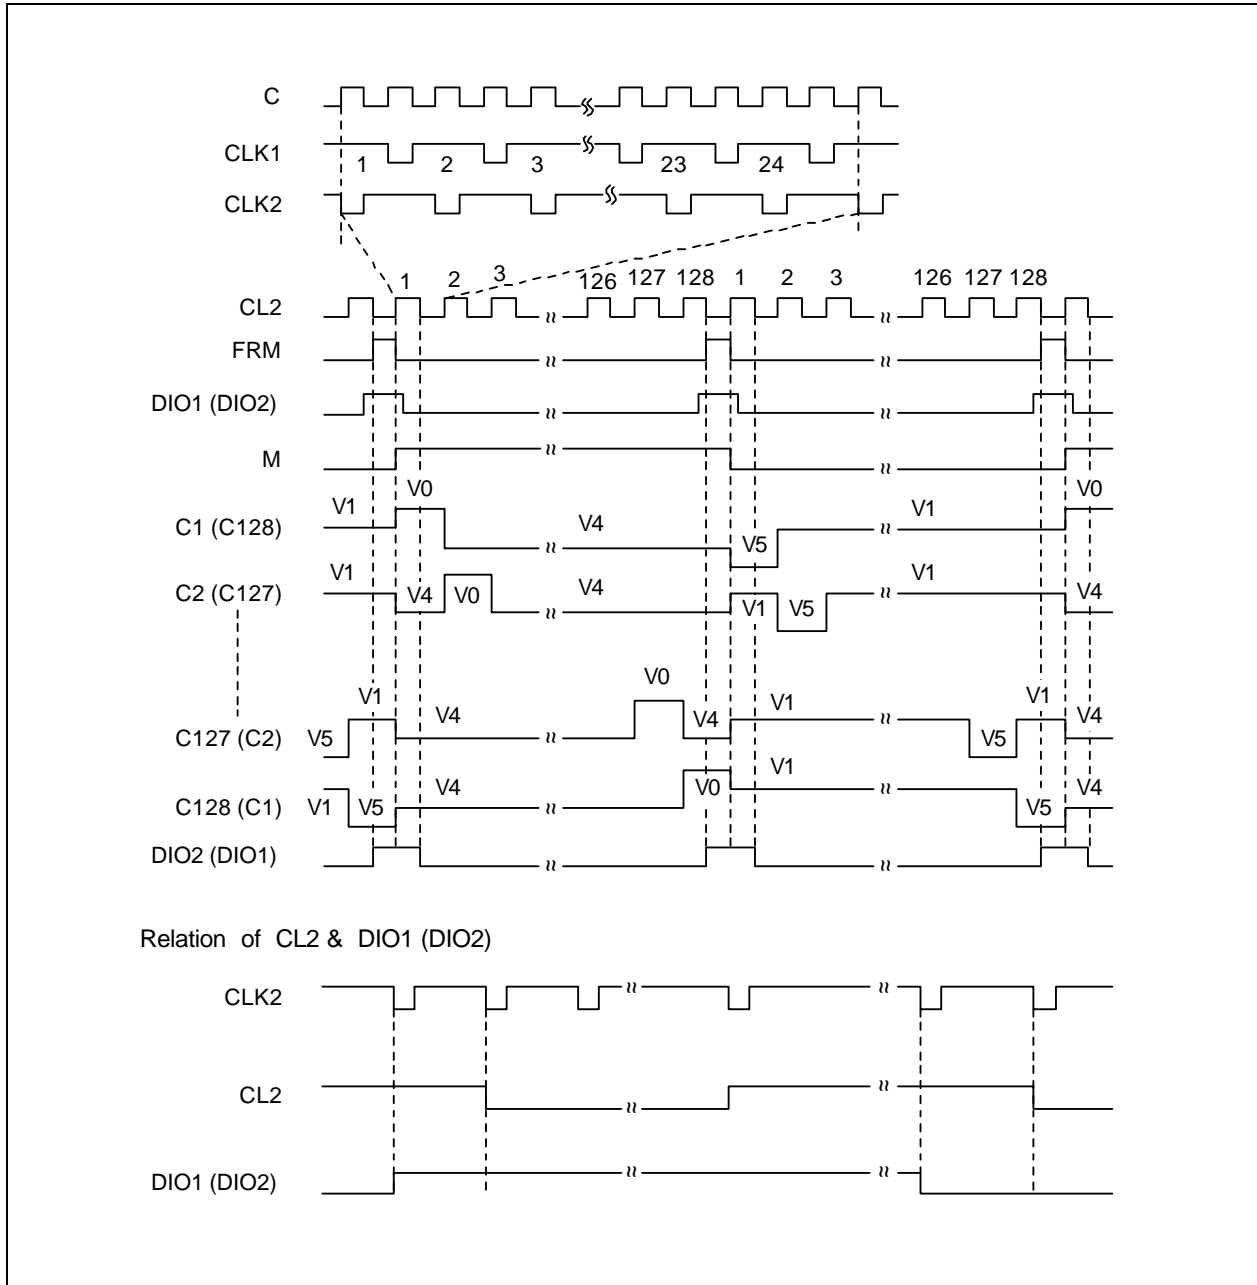 C
CLK1
1 2 3 23 24
CLK2
1 2 3 126 127 128 1 2 3 126 127 128
CL2
FRM
DIO1 (DIO2)
M
V0 V0
V1 V4 V1
C1 (C128)
V5
V1 V4 V1
C2 (C127) V4 V0 V1 V5 V4
V0
V1 V1 V1
V4 V4 V4
C127 (C2) V5 V5
V1
V4 V0 V4
C128 (C1) V1 V5 V5
DIO2 (DIO1)
Relation of CL2 & DIO1 (DIO2)
CLK2
CL2
DIO1 (DIO2)